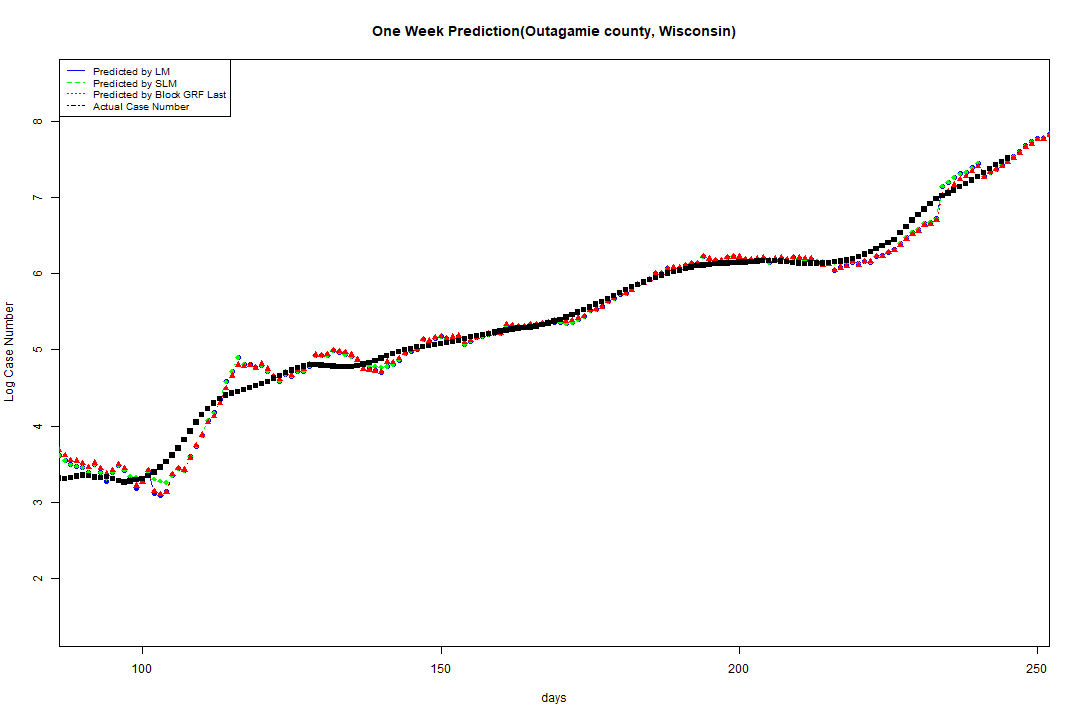 One Week Prediction(Outagamie county, Wisconsin)
Predicted by LM
Predicted by SLM
Predicted by Block GRF Last
Actual Case Number
8
7
6
5
4
3
2
Log Case Number
100 150 200 250
days